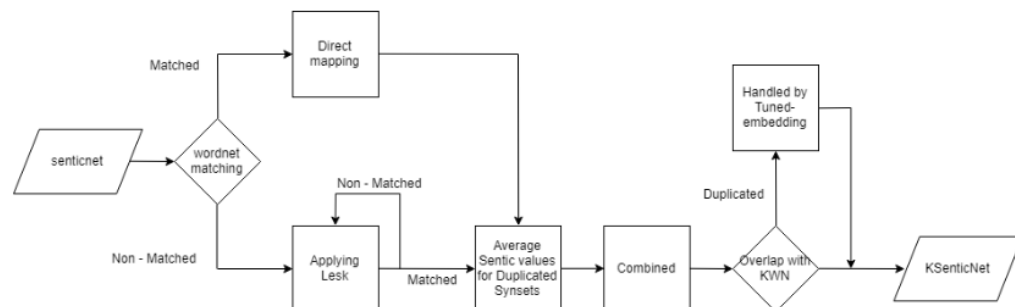 Direct
mapping
Matched
senticnet
wordnet
matching
Non - Matched
Non - Matched
Applying
Lesk
Matched
Average
Sentic values
for Duplicated
Synsets
Combined
Handled by
Tuned-
embedding
Duplicated
Overlap with
KWN
KSenticNet